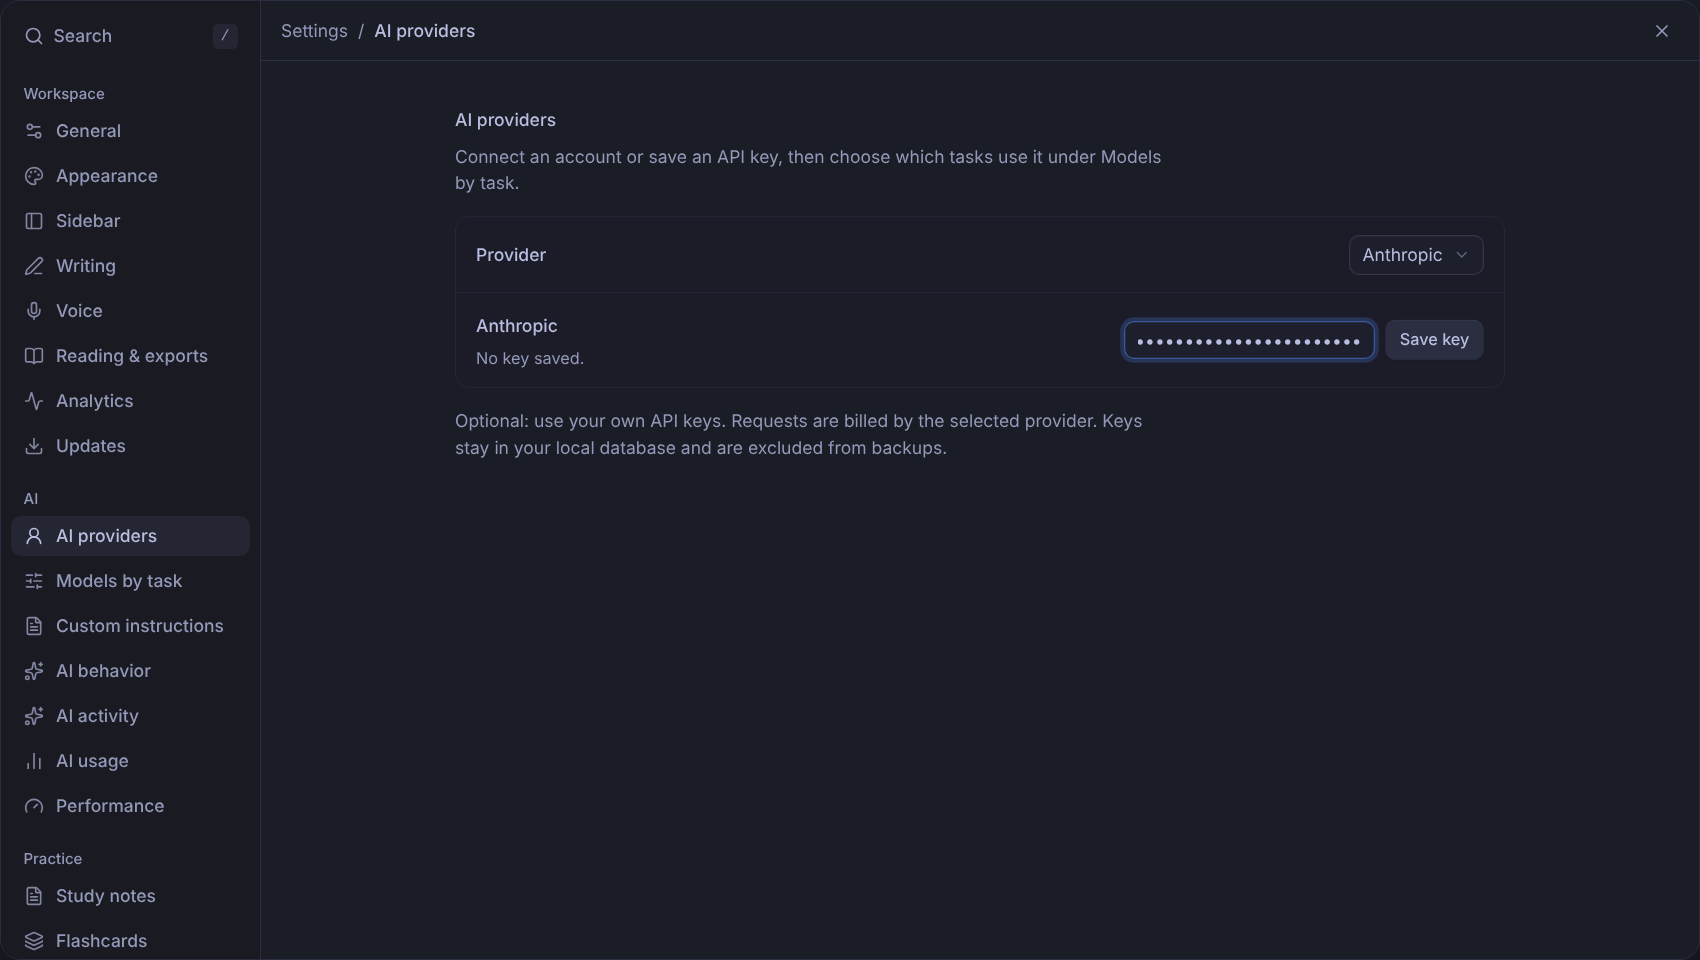 Search
/
Workspace
General
Appearance
Sidebar
Writing
Voice
Reading & exports
Analytics
Updates
AI
AI providers
Models by task
Custom instructions
AI behavior
AI activity
AI usage
Performance
Practice
Study notes
Flashcards
Settings / AI providers
AI providers
Connect an account or save an API key, then choose which tasks use it under Models
by task.
Provider
Anthropic
Anthropic
No key saved.
••••••••••••••••••••••• Save key
Optional: use your own API keys. Requests are billed by the selected provider. Keys
stay in your local database and are excluded from backups.